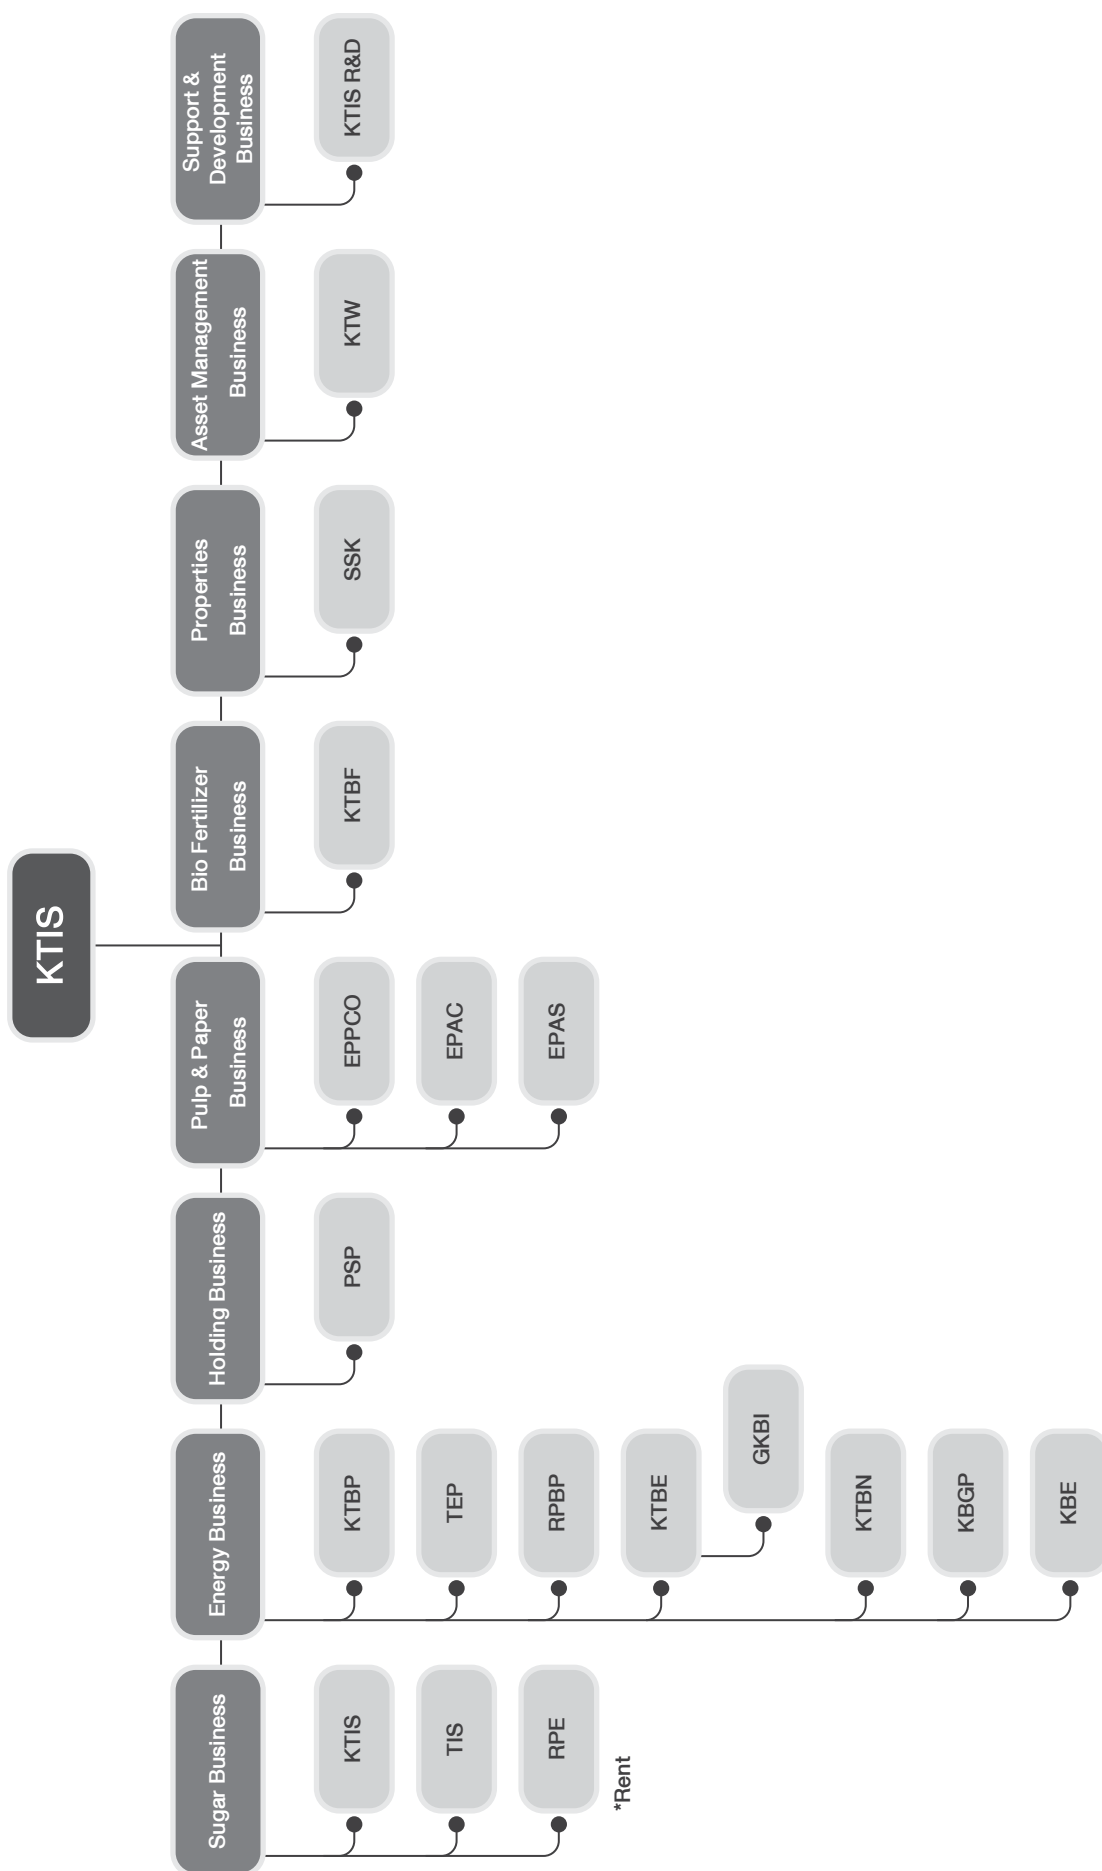 KTIS
Sugar Business
KTIS
TIS
RPE
*Rent
Energy Business
KTBP
TEP
RPBP
KTBE
GKBI
KTBN
KBGP
KBE
Holding Business
PSP
Pulp & Paper
Business
EPPCO
EPAC
EPAS
Bio Fertilizer
Business
KTBF
Properties
Business
SSK
Asset Management
Business
KTW
Support &
Development
Business
KTIS R&D